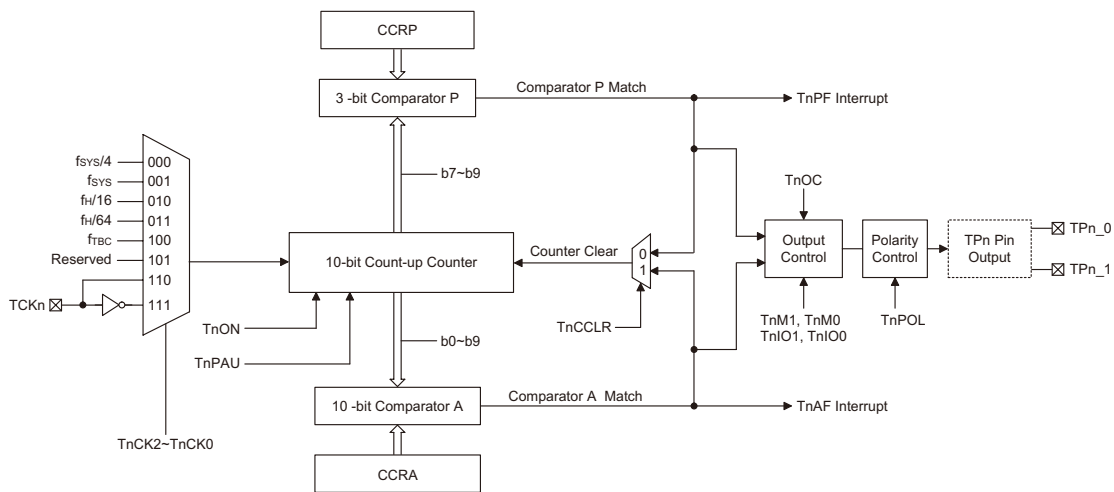 CCRP
3 -bit Comparator P
Comparator P Match
TnPF Interrupt
b7~b9
fSYS/4
000
fSYS
001
fH/16
010
fH/64
011
fTBC
100
Reserved
101
110
TCKn
111
TnCK2~TnCK0
10-bit Count-up Counter
TnON
TnPAU
Counter Clear
0
1
TnCCLR
TnOC
Output
Control
TnM1, TnM0
TnIO1, TnIO0
Polarity
Control
TnPOL
TPn Pin
Output
TPn_0
TPn_1
b0~b9
10 -bit Comparator A
Comparator A  Match
TnAF Interrupt
CCRA